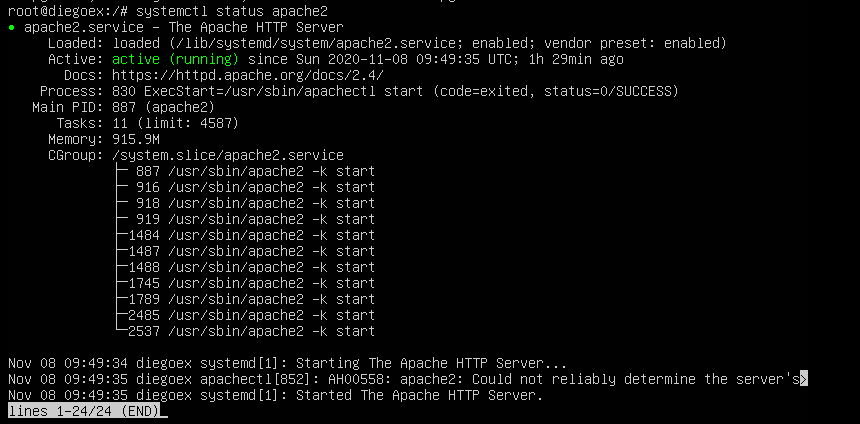 root@diegoex:/# systemctl status apache2
● apache2.service - The Apache HTTP Server
Loaded: loaded (/lib/systemd/system/apache2.service; enabled; vendor preset: enabled)
Active: active (running) since Sun 2020-11-08 09:49:35 UTC; 1h 29min ago
Docs: https://httpd.apache.org/docs/2.4/
Process: 830 ExecStart=/usr/sbin/apachectl start (code=exited, status=0/SUCCESS)
Main PID: 887 (apache2)
Tasks: 11 (limit: 4587)
Memory: 915.9M
CGroup: /system.slice/apache2.service
├─ 887 /usr/sbin/apache2 -k start
├─ 916 /usr/sbin/apache2 -k start
├─ 918 /usr/sbin/apache2 -k start
├─ 919 /usr/sbin/apache2 -k start
├─1484 /usr/sbin/apache2 -k start
├─1487 /usr/sbin/apache2 -k start
├─1488 /usr/sbin/apache2 -k start
├─1745 /usr/sbin/apache2 -k start
├─1789 /usr/sbin/apache2 -k start
├─2485 /usr/sbin/apache2 -k start
└─2537 /usr/sbin/apache2 -k start
Nov 08 09:49:34 diegoex systemd[1]: Starting The Apache HTTP Server...
Nov 08 09:49:35 diegoex apachectl[852]: AH00558: apache2: Could not reliably determine the server's>
Nov 08 09:49:35 diegoex systemd[1]: Started The Apache HTTP Server.
lines 1-24/24 (END)